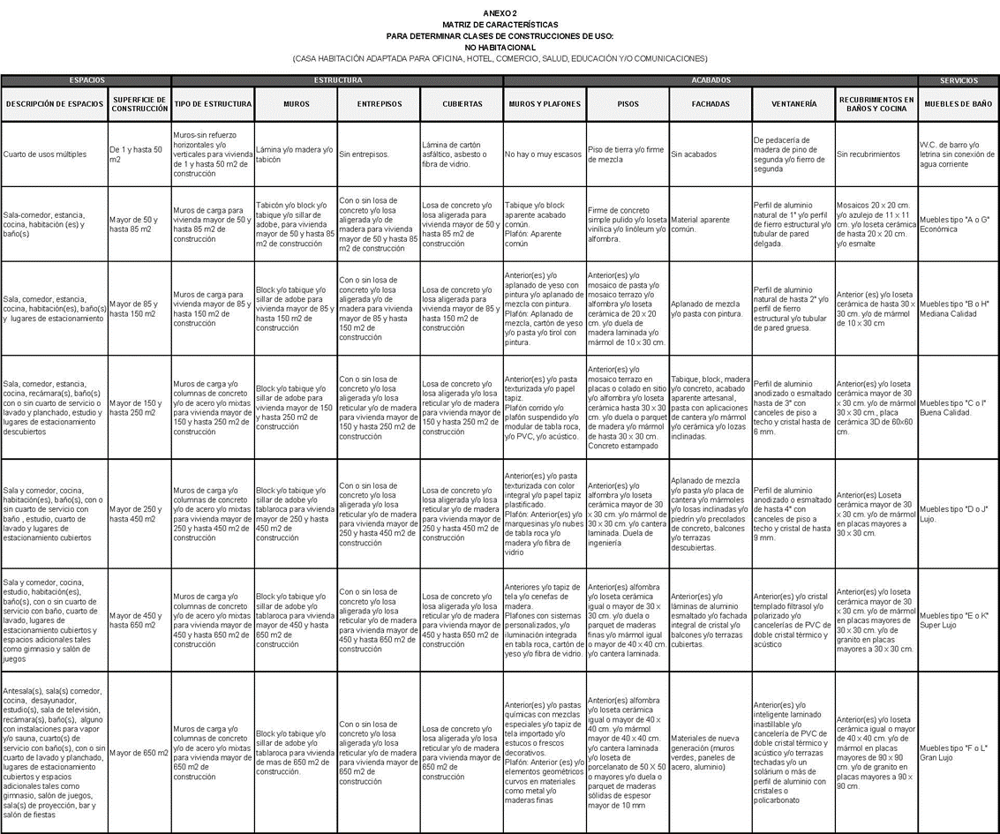 ANEXO 2
MATRIZ DE CARACTERÍSTICAS
PARA DETERMINAR CLASES DE CONSTRUCCIONES DE USO:
NO HABITACIONAL
(CASA HABITACIÓN ADAPTADA PARA OFICINA, HOTEL, COMERCIO, SALUD, EDUCACIÓN Y/O COMUNICACIONES)
ESPACIOS
ESTRUCTURA
ACABADOS
SERVICIOS
DESCRIPCIÓN DE ESPACIOS
SUPERFICIE DE
CONSTRUCCIÓN
TIPO DE ESTRUCTURA
MUROS
ENTREPISOS
CUBIERTAS
MUROS Y PLAFONES
PISOS
FACHADAS
VENTANERÍA
RECUBRIMIENTOS EN
BAÑOS Y COCINA
MUEBLES DE BAÑO
Cuarto de usos múltiples
De 1 y hasta 50
m2
Muros-sin refuerzo
horizontales y/o
verticales para vivienda
de 1 y hasta 50 m2 de
construcción
Lámina y/o madera y/o
tabicón
Sin entrepisos.
Lámina de cartón
asfáltico, asbesto o
fibra de vidrio.
No hay o muy escasos
Piso de tierra y/o firme
de mezcla
Sin acabados
De pedacería de
madera de pino de
segunda y/o fierro de
segunda
Sin recubrimientos
W.C. de barro y/o
letrina sin conexión de
agua corriente
Sala-comedor, estancia,
cocina, habitación (es) y
baño(s)
Mayor de 50 y
hasta 85 m2
Muros de carga para
vivienda mayor de 50 y
hasta 85 m2 de
construcción
Tabicón y/o block y/o
tabique y/o sillar de
adobe, para vivienda
mayor de 50 y hasta 85
m2 de construcción
Con o sin losa de
concreto y/o losa
aligerada y/o de
madera para vivienda
mayor de 50 y hasta 85
m2 de construcción
Losa de concreto y/o
losa aligerada para
vivienda mayor de 50 y
hasta 85 m2 de
construcción
Tabique y/o block
aparente acabado
común.
Plafón: Aparente
común
Firme de concreto
simple pulido y/o loseta
vinílica y/o linóleum y/o
alfombra.
Material aparente
común.
Perfil de aluminio
natural de 1" y/o perfil
de fierro estructural y/o
tubular de pared
delgada.
Mosaicos 20 x 20 cm.
y/o azulejo de 11 x 11
cm. y/o loseta cerámica
de hasta 20 x 20 cm.
y/o esmalte
Muebles tipo "A o G"
Económica
Sala, comedor, estancia,
cocina, habitación(es), baño(s)
y lugares de estacionamiento
Mayor de 85 y
hasta 150 m2
Muros de carga para
vivienda mayor de 85 y
hasta 150 m2 de
construcción
Block y/o tabique y/o
sillar de adobe para
vivienda mayor de 85 y
hasta 150 m2 de
construcción
Con o sin losa de
concreto y/o losa
aligerada y/o de
madera para vivienda
mayor de 85 y hasta
150 m2 de
construcción
Losa de concreto y/o
losa aligerada para
vivienda mayor de 85 y
hasta 150 m2 de
construcción
Anterior(es) y/o
aplanado de yeso con
pintura y/o aplanado de
mezcla con pintura.
Plafón: Aplanado de
mezcla, cartón de yeso
y/o pasta y/o tirol con
pintura.
Anterior(es) y/o
mosaico de pasta y/o
mosaico terrazo y/o
alfombra y/o loseta
cerámica de 20 x 20
cm. y/o duela de
madera laminada y/o
mármol de 10 x 30 cm.
Aplanado de mezcla
y/o pasta con pintura.
Perfil de aluminio
natural de hasta 2" y/o
perfil de fierro
estructural y/o tubular
de pared gruesa.
Anterior (es) y/o loseta
cerámica de hasta 30 x
30 cm. y/o de mármol
de 10 x 30 cm
Muebles tipo "B o H"
Mediana Calidad
Sala, comedor, estancia,
cocina, recámara(s), baño(s)
con o sin cuarto de servicio o
lavado y planchado, estudio y
lugares de estacionamiento
descubiertos
Mayor de 150 y
hasta 250 m2
Muros de carga y/o
columnas de concreto
y/o de acero y/o mixtas
para vivienda mayor de
150 y hasta 250 m2 de
construcción
Block y/o tabique y/o
sillar de adobe para
vivienda mayor de 150
y hasta 250 m2 de
construcción
Con o sin losa de
concreto y/o losa
aligerada y/o losa
reticular y/o de madera
para vivienda mayor de
150 y hasta 250 m2 de
construcción
Losa de concreto y/o
losa aligerada y/o losa
reticular y/o de madera
para vivienda mayor de
150 y hasta 250 m2 de
construcción
Anterior(es) y/o pasta
texturizada y/o papel
tapiz.
Plafón corrido y/o
plafón suspendido y/o
modular de tabla roca,
y/o PVC, y/o acústico.
Anterior(es) y/o
mosaico terrazo en
placas o colado en sitio
y/o alfombra y/o loseta
cerámica hasta 30 x 30
cm. y/o duela o parquet
de madera y/o mármol
de hasta 30 x 30 cm.
Concreto estampado
Tabique, block, madera
y/o concreto, acabado
aparente artesanal,
pasta con aplicaciones
de cantera y/o mármol
y/o cerámica y/o lozas
inclinadas.
Perfil de aluminio
anodizado o esmaltado
hasta de 3" con
canceles de piso a
techo y cristal hasta de
6 mm.
Anterior(es) y/o loseta
cerámica mayor de 30
x 30 cm. y/o de mármol
30 x 30 cm., placa
cerámica 3D de 60x60
cm.
Muebles tipo "C o I"
Buena Calidad.
Sala y comedor, cocina,
habitación(es), baño(s), con o
sin cuarto de servicio con
baño , estudio, cuarto de
lavado y lugares de
estacionamiento cubiertos
Mayor de 250 y
hasta 450 m2
Muros de carga y/o
columnas de concreto
y/o de acero y/o mixtas
para vivienda mayor de
250 y hasta 450 m2 de
construcción
Block y/o tabique y/o
sillar de adobe y/o
tablaroca para vivienda
mayor de 250 y hasta
450 m2 de
construcción
Con o sin losa de
concreto y/o losa
aligerada y/o losa
reticular y/o de madera
para vivienda mayor de
250 y hasta 450 m2 de
construcción
Losa de concreto y/o
losa aligerada y/o losa
reticular y/o de madera
para vivienda mayor de
250 y hasta 450 m2 de
construcción
Anterior(es) y/o pasta
texturizada con color
integral y/o papel tapiz
plastificado.
Plafón: Anterior(es) y/o
marquesinas y/o nubes
de tabla roca y/o
madera y/o fibra de
vidrio
Anterior(es) y/o
alfombra y/o loseta
cerámica mayor de 30
x 30 cm. y/o mármol de
30 x 30 cm. y/o cantera
laminada. Duela de
ingeniería
Aplanado de mezcla
y/o pasta y/o placa de
cantera y/o mármoles
y/o losas inclinadas y/o
piedrín y/o precolados
de concreto, balcones
y/o terrazas
descubiertas.
Perfil de aluminio
anodizado o esmaltado
de hasta 4" con
canceles de piso a
techo y cristal de hasta
9 mm.
Anterior(es) Loseta
cerámica mayor de 30
x 30 cm. y/o de mármol
en placas mayores a
30 x 30 cm.
Muebles tipo "D o J"
Lujo.
Sala y comedor, cocina,
estudio, habitación(es),
baño(s), con o sin cuarto de
servicio con baño, cuarto de
lavado, lugares de
estacionamiento cubiertos y
espacios adicionales tales
como gimnasio y salón de
juegos
Mayor de 450 y
hasta 650 m2
Muros de carga y/o
columnas de concreto
y/o de acero y/o mixtas
para vivienda mayor de
450 y hasta 650 m2 de
construcción
Block y/o tabique y/o
sillar de adobe y/o
tablaroca para vivienda
mayor de 450 y hasta
650 m2 de
construcción
Con o sin losa de
concreto y/o losa
aligerada y/o losa
reticular y/o de madera
para vivienda mayor de
450 y hasta 650 m2 de
construcción
Losa de concreto y/o
losa aligerada y/o losa
reticular y/o de madera
para vivienda mayor de
450 y hasta 650 m2 de
construcción
Anteriores y/o tapiz de
tela y/o cenefas de
madera.
Plafones con sistemas
personalizados, y/o
iluminación integrada
en tabla roca, cartón de
yeso y/o fibra de vidrio.
Anterior(es) alfombra
y/o loseta cerámica
igual o mayor de 30 x
30 cm. y/o duela o
parquet de maderas
finas y/o mármol igual
o mayor de 40 x 40 cm.
y/o cantera laminada.
Anterior(es) y/o
láminas de aluminio
esmaltado y/o fachada
integral de cristal y/o
balcones y/o terrazas
cubiertas.
Anterior(es) y/o cristal
templado filtrasol y/o
polarizado y/o
cancelerías de PVC de
doble cristal térmico y
acústico
Anterior(es) y/o loseta
cerámica mayor de 30
x 30 cm. y/o de mármol
en placas mayores de
30 x 30 cm. y/o de
granito en placas
mayores a 30 x 30 cm.
Muebles tipo "E o K"
Super Lujo
Antesala(s), sala(s) comedor,
cocina, desayunador,
estudio(s), sala de televisión,
recámara(s), baño(s), alguno
con instalaciones para vapor
y/o sauna, cuarto(s) de
servicio con baño(s), con o sin
cuarto de lavado y planchado,
lugares de estacionamiento
cubiertos y espacios
adicionales tales como
gimnasio, salón de juegos,
sala(s) de proyección, bar y
salón de fiestas
Mayor de 650 m2
Muros de carga y/o
columnas de concreto
y/o de acero y/o mixtas
para vivienda mayor de
650 m2 de
construcción
Block y/o tabique y/o
sillar de adobe y/o
tablaroca para vivienda
de mas de 650 m2 de
construcción.
Con o sin losa de
concreto y/o losa
aligerada y/o losa
reticular y/o de madera
para vivienda mayor de
650 m2 de
construcción
Losa de concreto y/o
losa aligerada y/o losa
reticular y/o de madera
para vivienda mayor de
650 m2 de
construcción
Anterior(es) y/o pastas
químicas con mezclas
especiales y/o tapiz de
tela importado y/o
estucos o frescos
decorativos.
Plafón: Anterior (es) y/o
elementos geométricos
curvos en materiales
como metal y/o
maderas finas
Anterior(es) alfombra
y/o loseta cerámica
igual o mayor de 40 x
40 cm. y/o mármol
mayor de 40 x 40 cm.
y/o cantera laminada
y/o loseta de
porcelanato de 50 X 50
o mayores y/o duela o
parquet de maderas
sólidas de espesor
mayor de 10 mm
Materiales de nueva
generación (muros
verdes, paneles de
acero, aluminio)
Anterior(es) y/o
inteligente laminado
inastillable y/o
cancelería de PVC de
doble cristal térmico y
acústico y/o terrazas
techadas y/o un
solárium o más de
perfil de aluminio con
cristales o
policarbonato
Anterior(es) y/o loseta
cerámica igual o mayor
de 40 x 40 cm. y/o de
mármol en placas
mayores de 90 x 90
cm. y/o de granito en
placas mayores a 90 x
90 cm.
Muebles tipo "F o L"
Gran Lujo